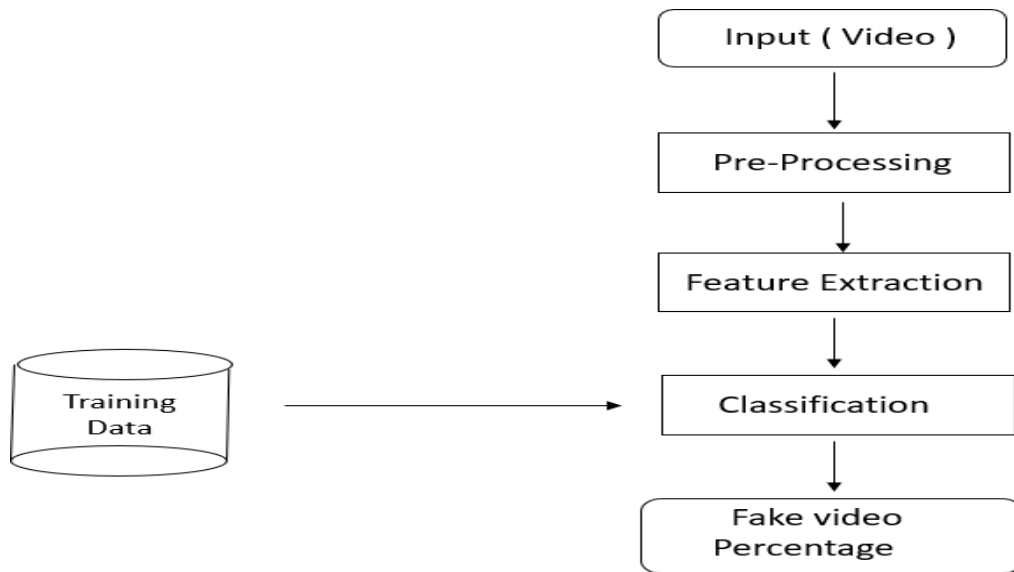 Input ( Video )
Pre-Processing
Feature Extraction
Training
Data
Classification
Fake video
Percentage